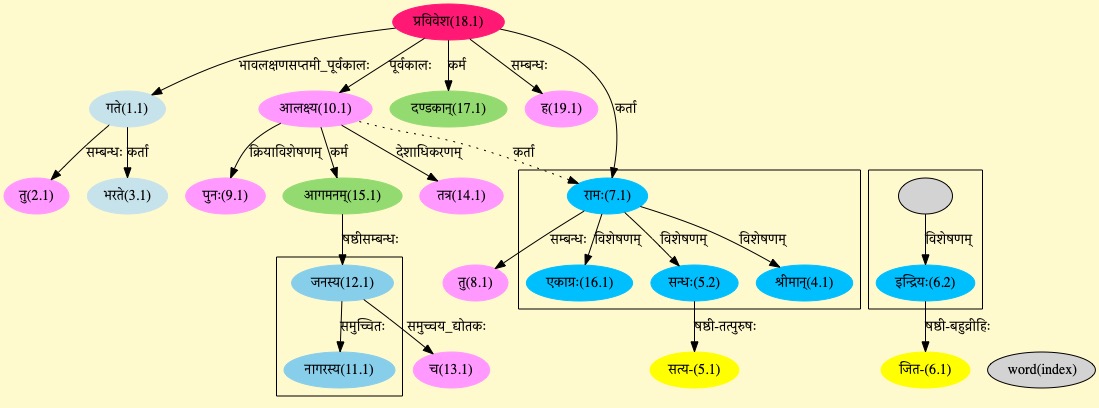 प्रविवेश(18.1)
भावलक्षणसप्तमी_पूर्वकालः पूर्वकालः कर्म सम्बन्धः
गते(1.1) आलक्ष्य(10.1) दण्डकान्(17.1) ह(19.1) कर्ता
सम्बन्धः कर्ता क्रियाविशेषणम् कर्म देशाधिकरणम् कर्ता
तु(2.1) भरते(3.1) पुनः(9.1) आगमनम्(15.1) तत्र(14.1) रामः(7.1)
षष्ठीसम्बन्धः सम्बन्धः विशेषणम् विशेषणम् विशेषणम् विशेषणम्
जनस्य(12.1) तु(8.1) एकाग्रः(16.1) सन्धः(5.2) श्रीमान्(4.1) इन्द्रियः(6.2)
समुच्चितः समुच्चय_द्योतकः षष्ठी-तत्पुरुषः षष्ठी-बहुव्रीहिः
नागरस्य(11.1) च(13.1) सत्य-(5.1) जित-(6.1) word(index)